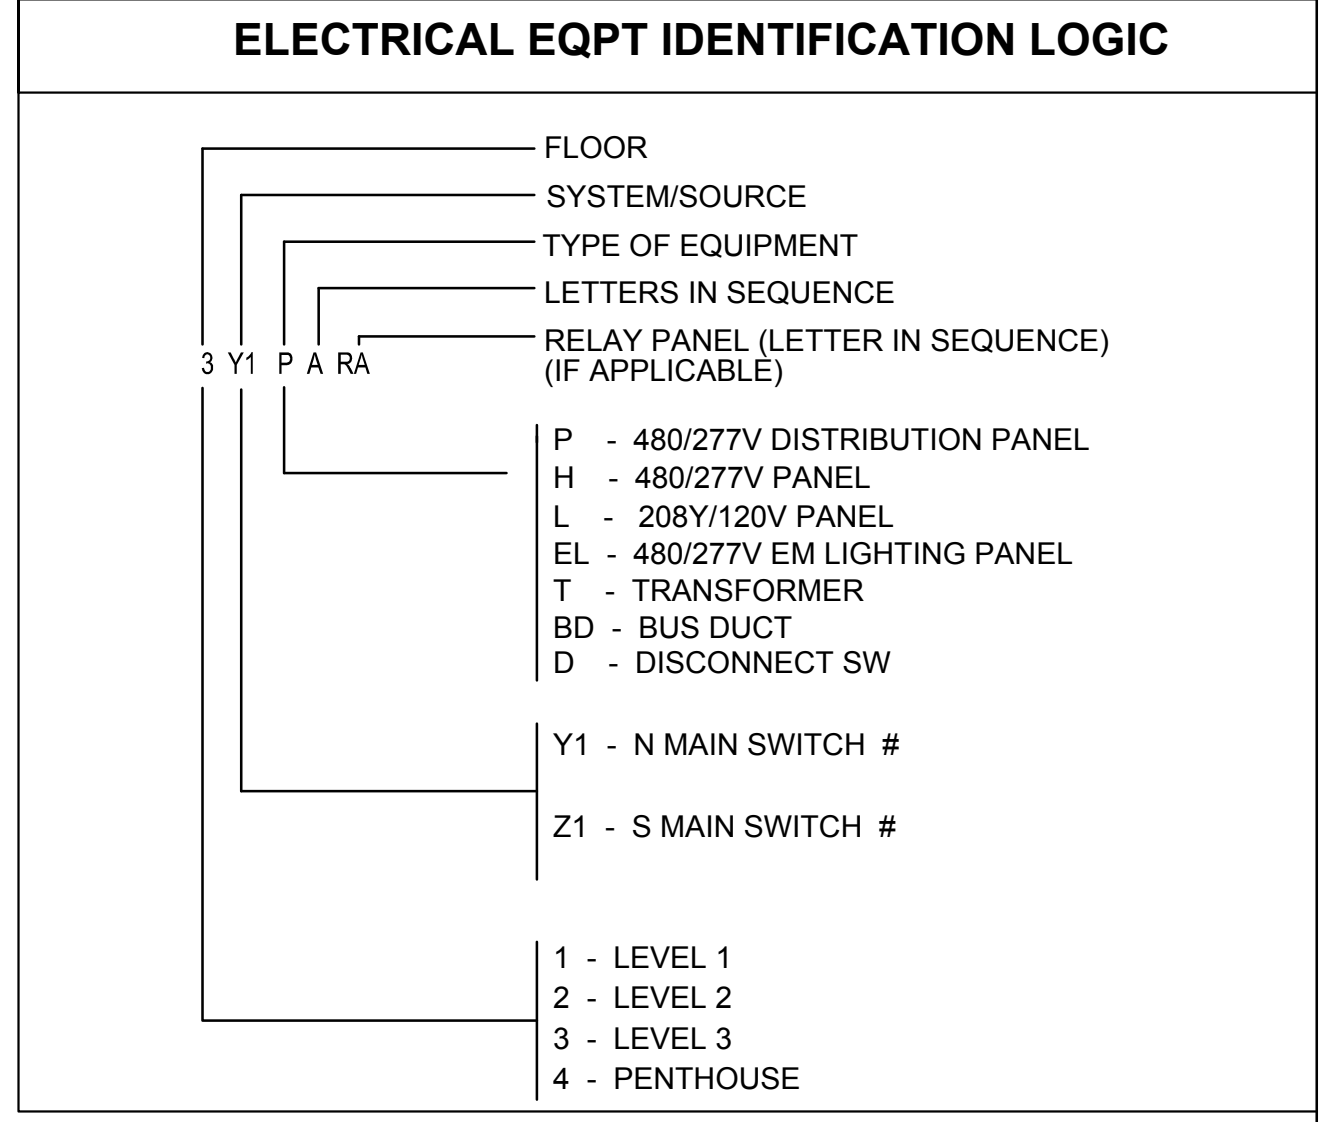 ELECTRICAL EQPT IDENTIFICATION LOGIC
FLOOR
SYSTEM/SOURCE
TYPE OF EQUIPMENT
LETTERS IN SEQUENCE
RELAY PANEL (LETTER IN SEQUENCE)
(IF APPLICABLE)
3 Y1 P A RA
P - 480/277V DISTRIBUTION PANEL
H - 480/277V PANEL
L - 208Y/120V PANEL
EL - 480/277V EM LIGHTING PANEL
T - TRANSFORMER
BD - BUS DUCT
D - DISCONNECT SW
Y1 - N MAIN SWITCH #
Z1 - S MAIN SWITCH #
1 - LEVEL 1
2 - LEVEL 2
3 - LEVEL 3
4 - PENTHOUSE